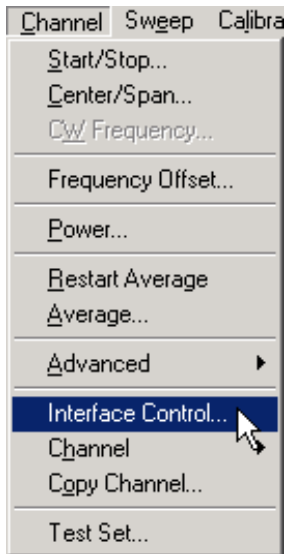 Channel Sweep Calibra
Start/Stop...
Center/Span...
CW Frequency...
Frequency Offset...
Power...
Restart Average
Average...
Advanced
Interface Control...
Channel
Copy Channel...
Test Set...